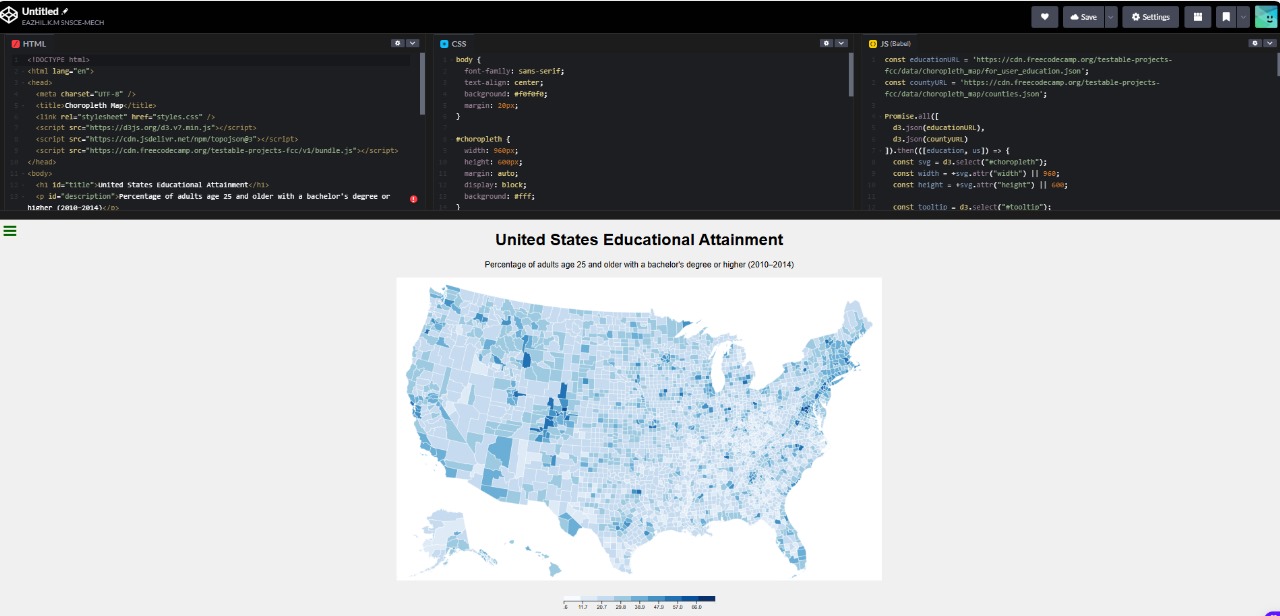 Untitled
EAZHIL.K.M SNSCE-MECH
Save
Settings
HTML
<!DOCTYPE html>
<html lang="en">
<head>
<meta charset="UTF-8" />
<title>Choropleth Map</title>
<link rel="stylesheet" href="styles.css" />
<script src="https://d3js.org/d3.v7.min.js"></script>
<script src="https://cdn.jsdelivr.net/npm/topojson@3"></script>
<script src="https://cdn.freecodecamp.org/testable-projects-fcc/v1/bundle.js"></script>
</head>
<body>
<h1 id="title">United States Educational Attainment</h1>
<p id="description">Percentage of adults age 25 and older with a bachelor's degree or
higher (2010–2014)</p>
CSS
body {
font-family: sans-serif;
text-align: center;
background: #f0f0f0;
margin: 20px;
}
#choropleth {
width: 960px;
height: 600px;
margin: auto;
display: block;
background: #fff;
}
JS (Babel)
const educationURL = 'https://cdn.freecodecamp.org/testable-projects-
fcc/data/choropleth_map/for_user_education.json';
const countyURL = 'https://cdn.freecodecamp.org/testable-projects-
fcc/data/choropleth_map/counties.json';
Promise.all([
d3.json(educationURL),
d3.json(countyURL)
]).then(([education, us]) => {
const svg = d3.select("#choropleth");
const width = +svg.attr("width") || 960;
const height = +svg.attr("height") || 600;
const tooltip = d3.select("#tooltip");
United States Educational Attainment
Percentage of adults age 25 and older with a bachelor's degree or higher (2010–2014)
11.7 20.7 29.8 38.9 47.9 57.0 66.0